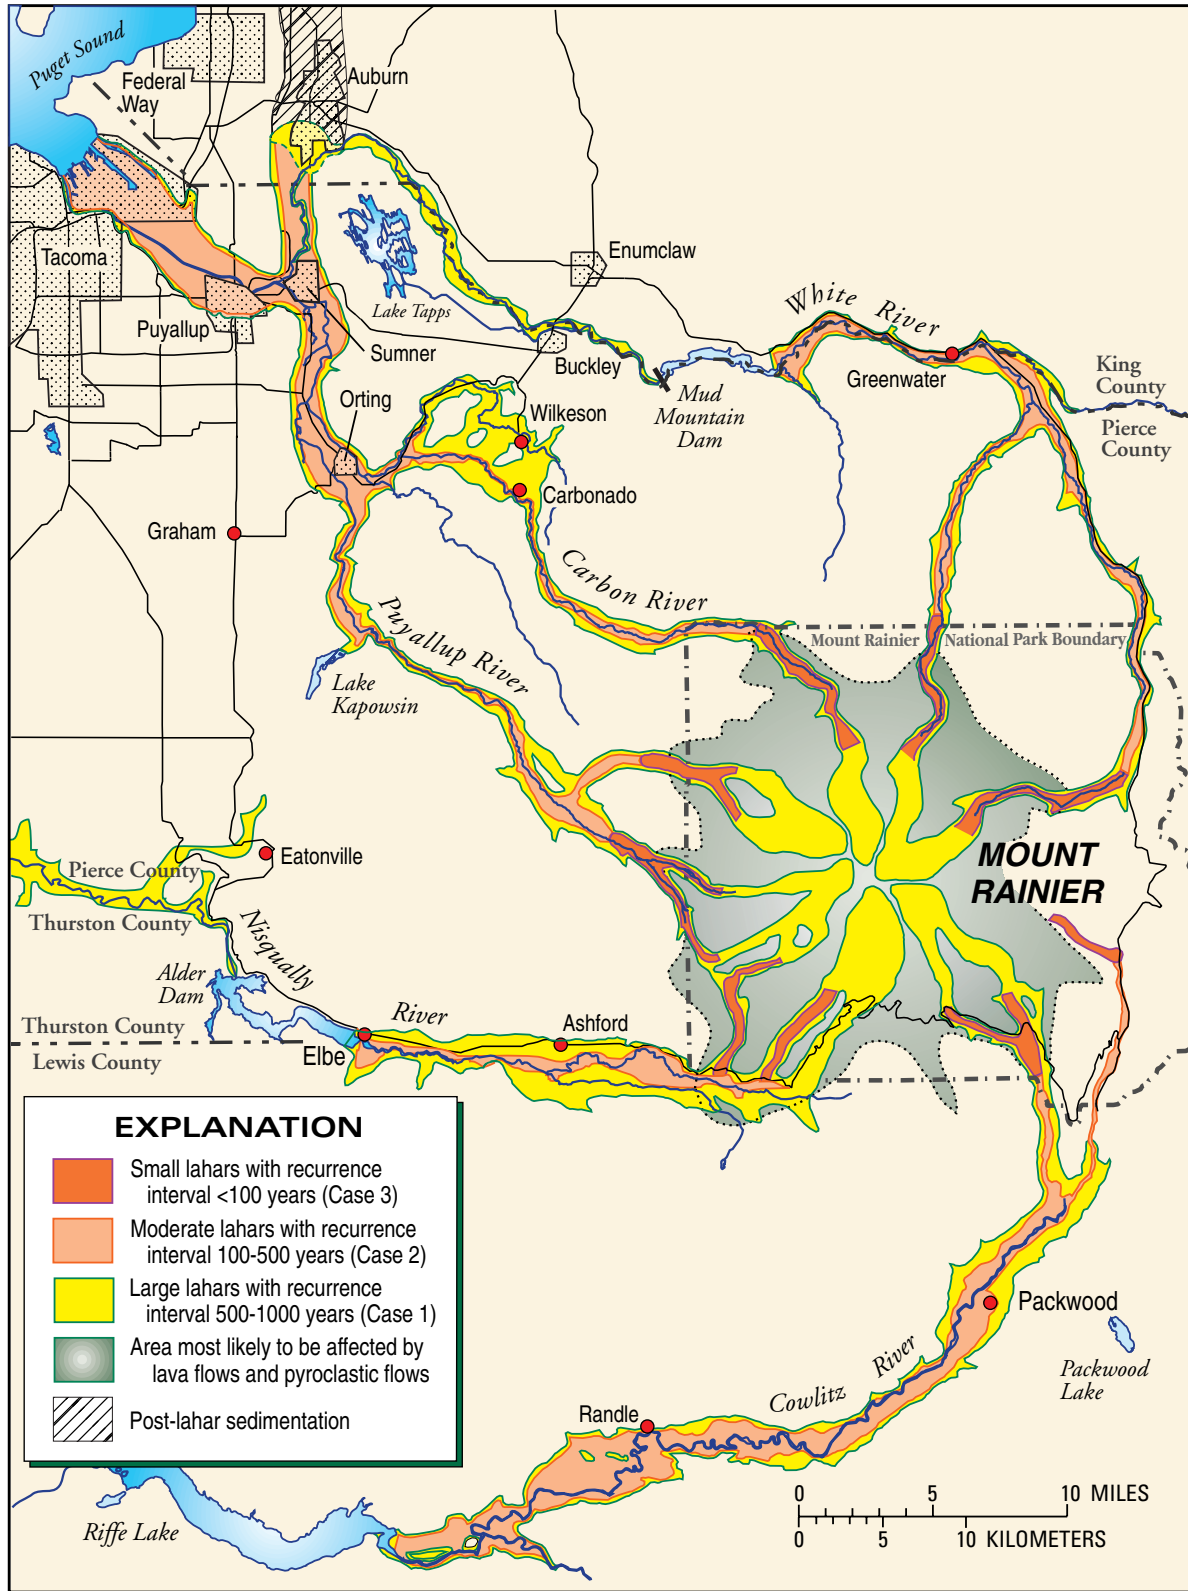 Puget Sound
Federal
Way
Auburn
Tacoma
Puyallup
Lake Tapps
Sumner
Enumclaw
Buckley
White River
Greenwater
King
County
Pierce
County
Mud
Mountain
Dam
Orting
Wilkeson
Carbonado
Graham
Carbon River
Puyallup River
Lake
Kapowsin
Mount Rainier
National Park Boundary
MOUNT
RAINIER
Eatonville
Pierce County
Thurston County
Nisqually
River
Alder
Dam
Thurston County
Lewis County
Elbe
Ashford
EXPLANATION
Small lahars with recurrence
interval <100 years (Case 3)
Moderate lahars with recurrence
interval 100-500 years (Case 2)
Large lahars with recurrence
interval 500-1000 years (Case 1)
Area most likely to be affected by
lava flows and pyroclastic flows
Post-lahar sedimentation
Packwood
Packwood
Lake
Cowlitz
River
Randle
Riffe Lake
0 5 10 MILES
0 5 10 KILOMETERS